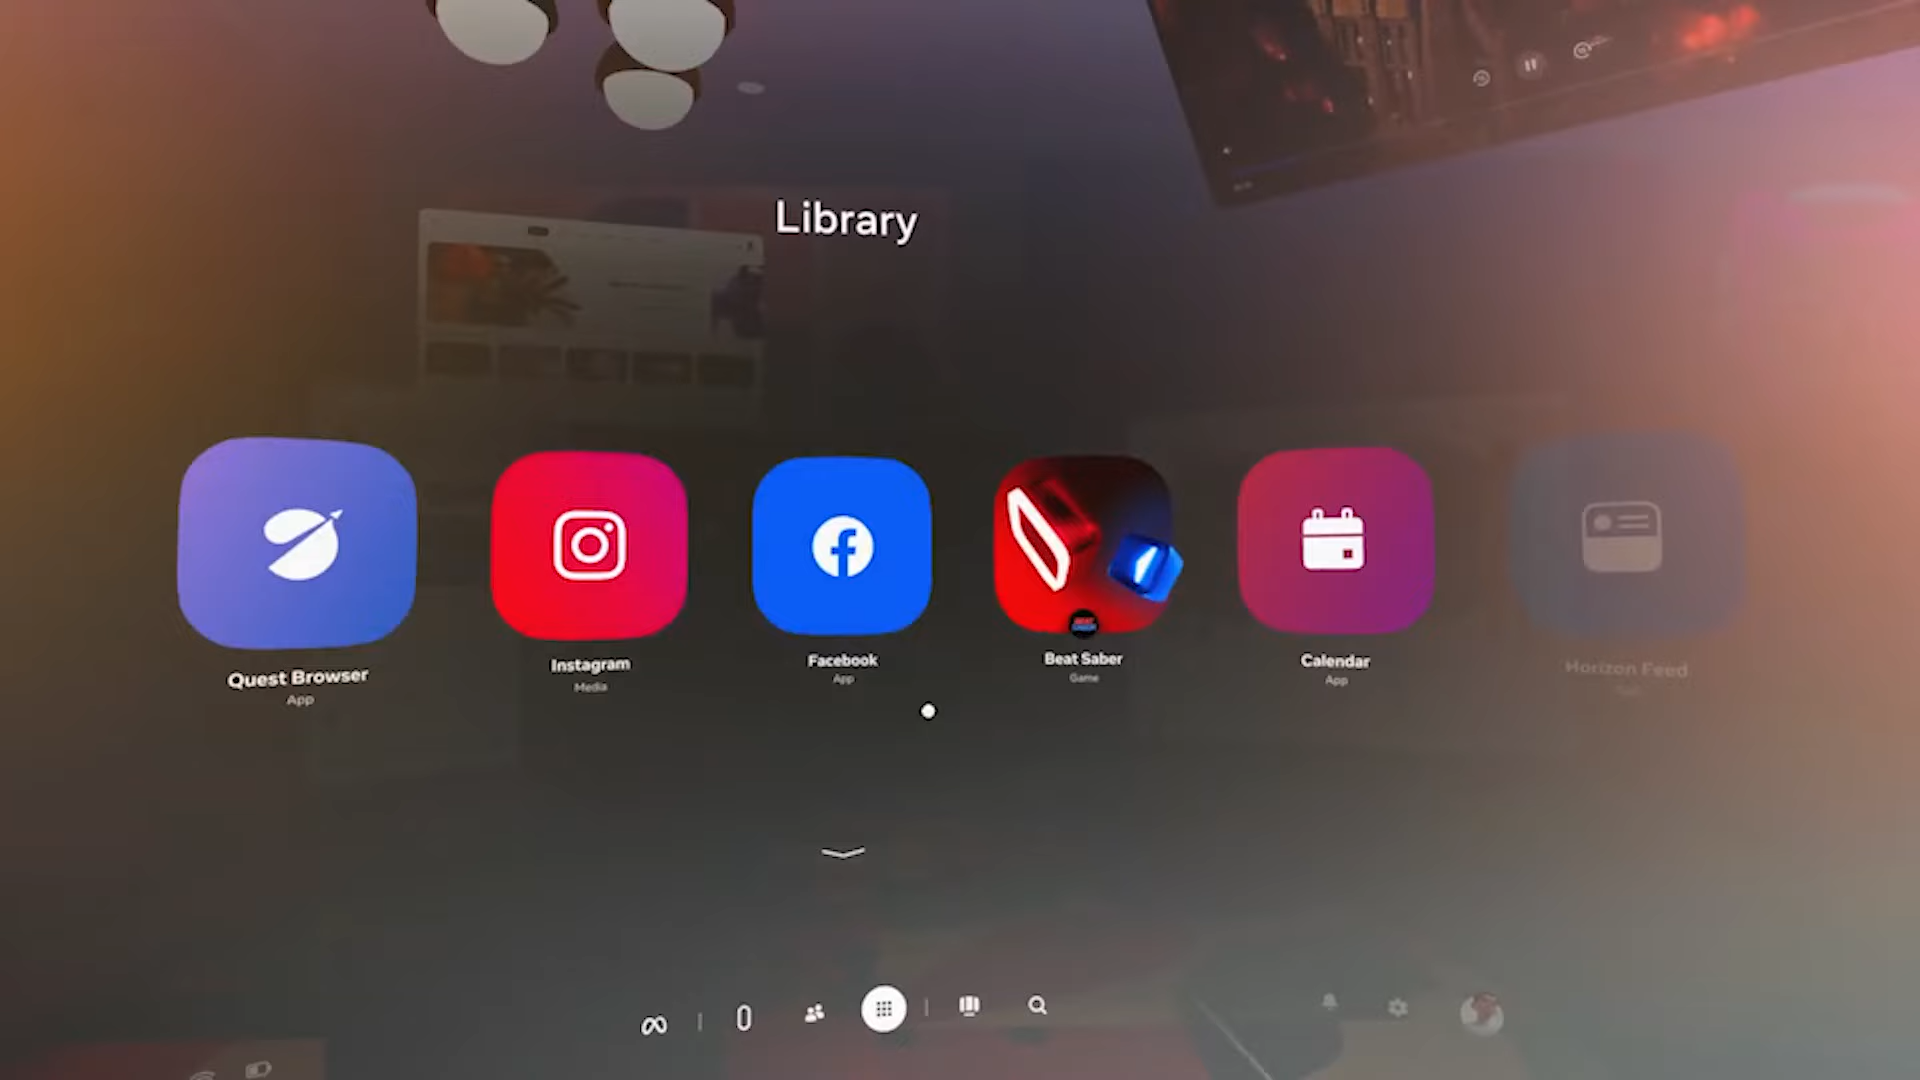 Library
Quest Browser
App
Instagram
Media
Facebook
App
Beat Saber
Game
Calendar
App
Horizon Feed